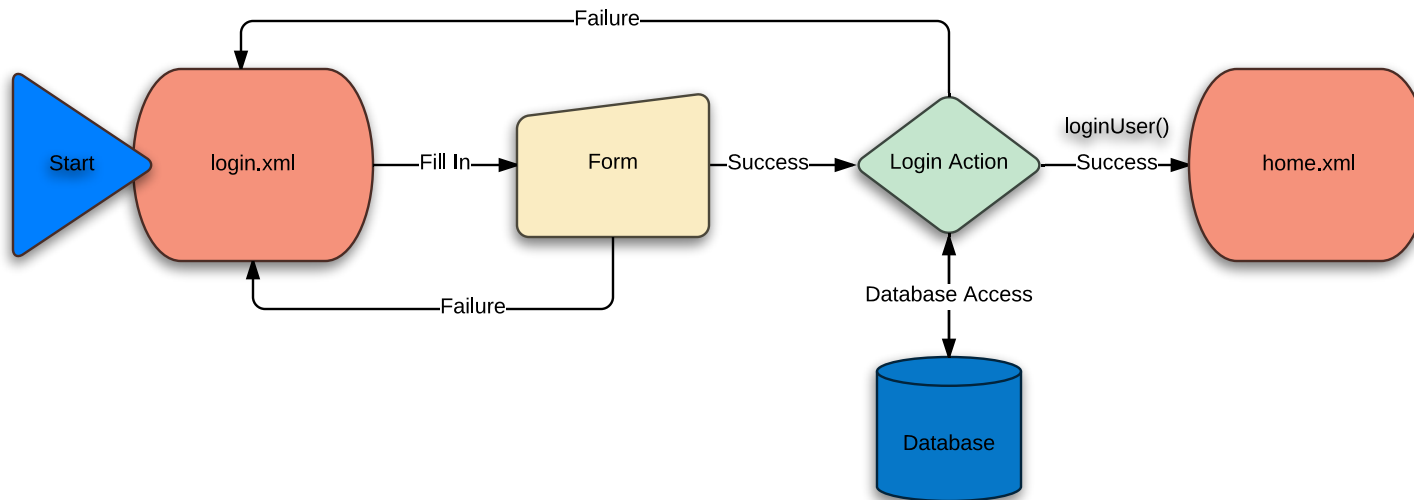 Failure
Start
login.xml
Fill In
Form
Success
Login Action
loginUser()
Success
home.xml
Failure
Database Access
Database